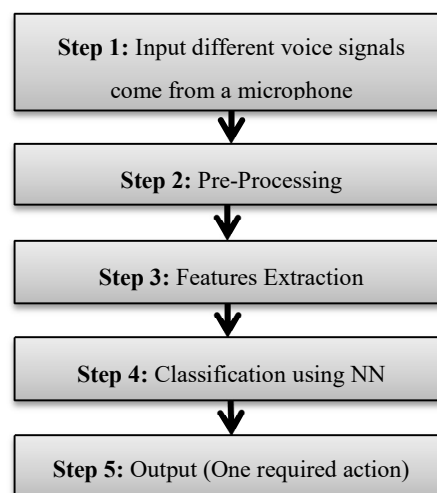 Step 1: Input different voice signals
come from a microphone
Step 2: Pre-Processing
Step 3: Features Extraction
Step 4: Classification using NN
Step 5: Output (One required action)